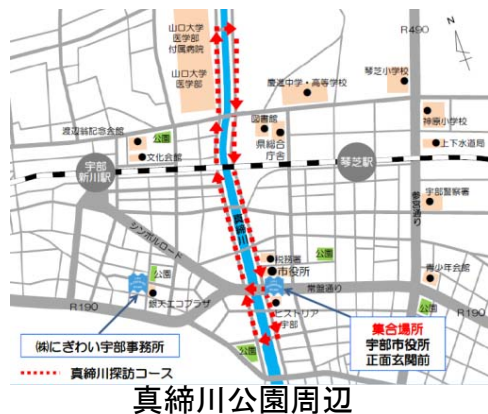 山口大学
医学部
付属病院
山口大学
医学部
R490
N
琴芝小学校
慶進中学・高等学校
図書館
県総合
庁舎
神原小学校
上下水道局
渡辺翁記念会館
公園
文化会館
宇部
新川駅
琴芝駅
参宮通り
宇部警察署
真締川
シンボルロード
税務署
市役所
公園
青少年会館
公園
常盤通り
R190
銀天エコプラザ
ヒストリア
宇部
公園
公園
R190
㈱にぎわい宇部事務所
集合場所
宇部市役所
正面玄関前
真締川探訪コース
真締川公園周辺